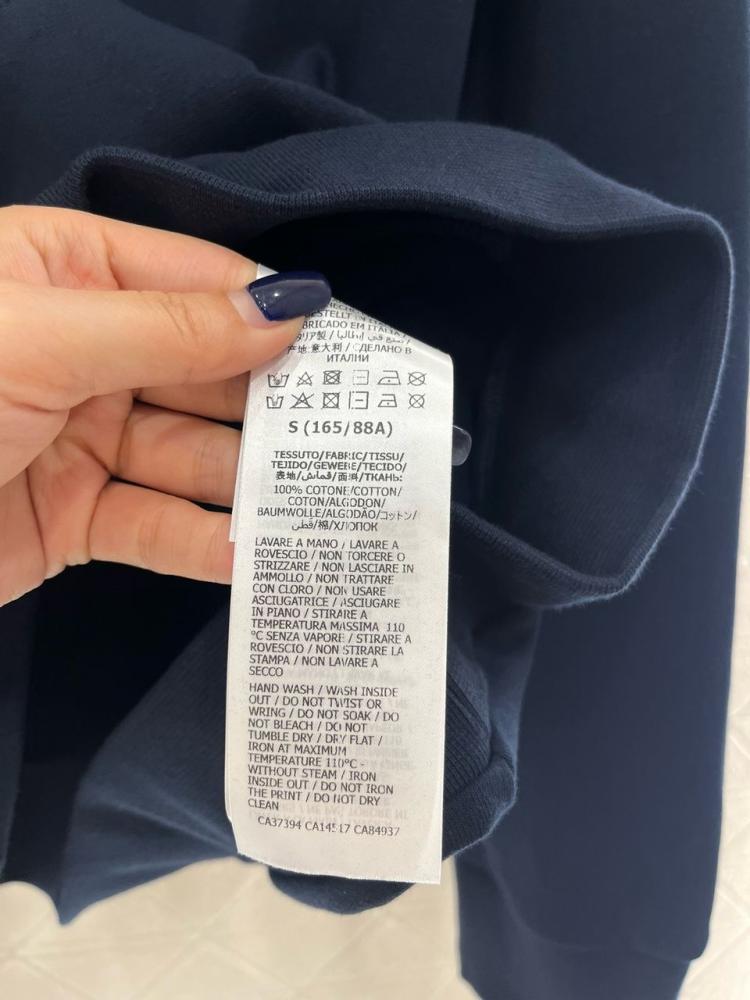 BRICADO EM ITALIA /
产地:意大利 / СДЕЛАНО В
ИТАЛИИ
S (165/88A)
TESSUTO/FABRIC/TISSU/
TEJIDO/GEWEBE/TECIDO/
表地/قماش/面料/ТКАНЬ:
100% COTONE/COTTON/
COTON/ALGODON/
BAUMWOLLE/ALGODÃO/コットン/
قطن/棉/ХЛОПОК
LAVARE A MANO / LAVARE A
ROVESCIO / NON TORCERE O
STRIZZARE / NON LASCIARE IN
AMMOLLO / NON TRATTARE
CON CLORO / NON USARE
ASCIUGATRICE / ASCIUGARE
IN PIANO / STIRARE A
TEMPERATURA MASSIMA 110
°C SENZA VAPORE / STIRARE A
ROVESCIO / NON STIRARE LA
STAMPA / NON LAVARE A
SECCO
HAND WASH / WASH INSIDE
OUT / DO NOT TWIST OR
WRING / DO NOT SOAK / DO
NOT BLEACH / DO NOT
TUMBLE DRY / DRY FLAT /
IRON AT MAXIMUM
TEMPERATURE 110°C -
WITHOUT STEAM / IRON
INSIDE OUT / DO NOT IRON
THE PRINT / DO NOT DRY
CLEAN
CA37394 CA14517 CA84937